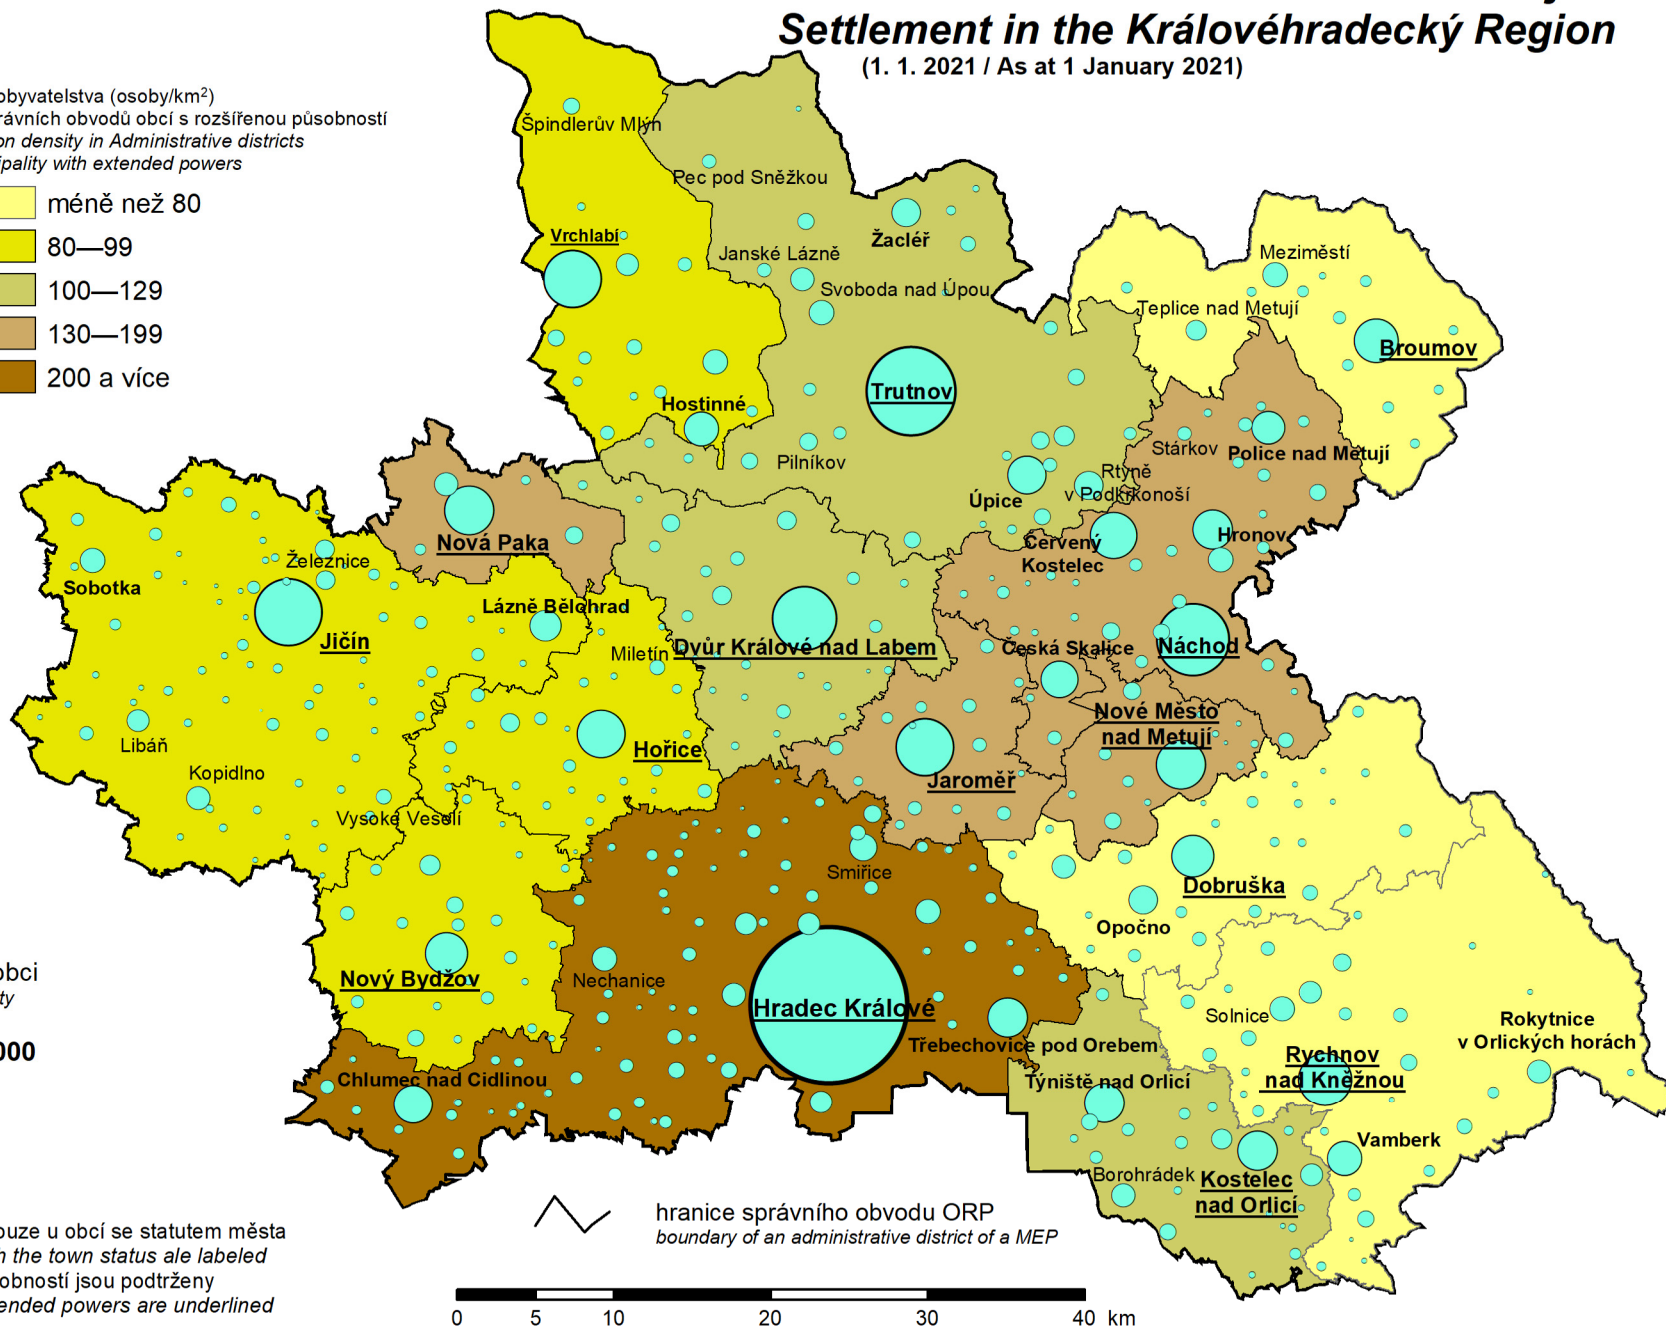 Settlement in the Královéhradecký Region
(1. 1. 2021 / As at 1 January 2021)
obyvatelstva (osoby/km²)
rávních obvodů obcí s rozšířenou působností
on density in Administrative districts
ipality with extended powers
méně než 80
80—99
100—129
130—199
200 a více
Špindlerův Mlýn
Pec pod Sněžkou
Vrchlabí
Žacléř
Janské Lázně
Svoboda nad Úpou
Meziměstí
Teplice nad Metují
Broumov
Trutnov
Hostinné
Pilníkov
Stárkov
Police nad Metují
Rtyně
v Podkrkonoší
Úpice
Hronov
Červený
Kostelec
Nová Paka
Železnice
Sobotka
Lázně Bělohrad
Jičín
Miletín
Dvůr Králové nad Labem
Česká Skalice
Náchod
Nové Město
nad Metují
Libáň
Hořice
Kopidlno
Jaroměř
Vysoké Veselí
Smiřice
Dobruška
Opočno
Nový Bydžov
Nechanice
Hradec Králové
Solnice
Rokytnice
v Orlických horách
Třebechovice pod Orebem
Rychnov
nad Kněžnou
Chlumec nad Cidlinou
Týniště nad Orlicí
Vamberk
Borohrádek
Kostelec
nad Orlicí
obci
ty
000
hranice správního obvodu ORP
boundary of an administrative district of a MEP
ouze u obcí se statutem města
h the town status ale labeled
obností jsou podtrženy
ended powers are underlined
0 5 10 20 30 40 km